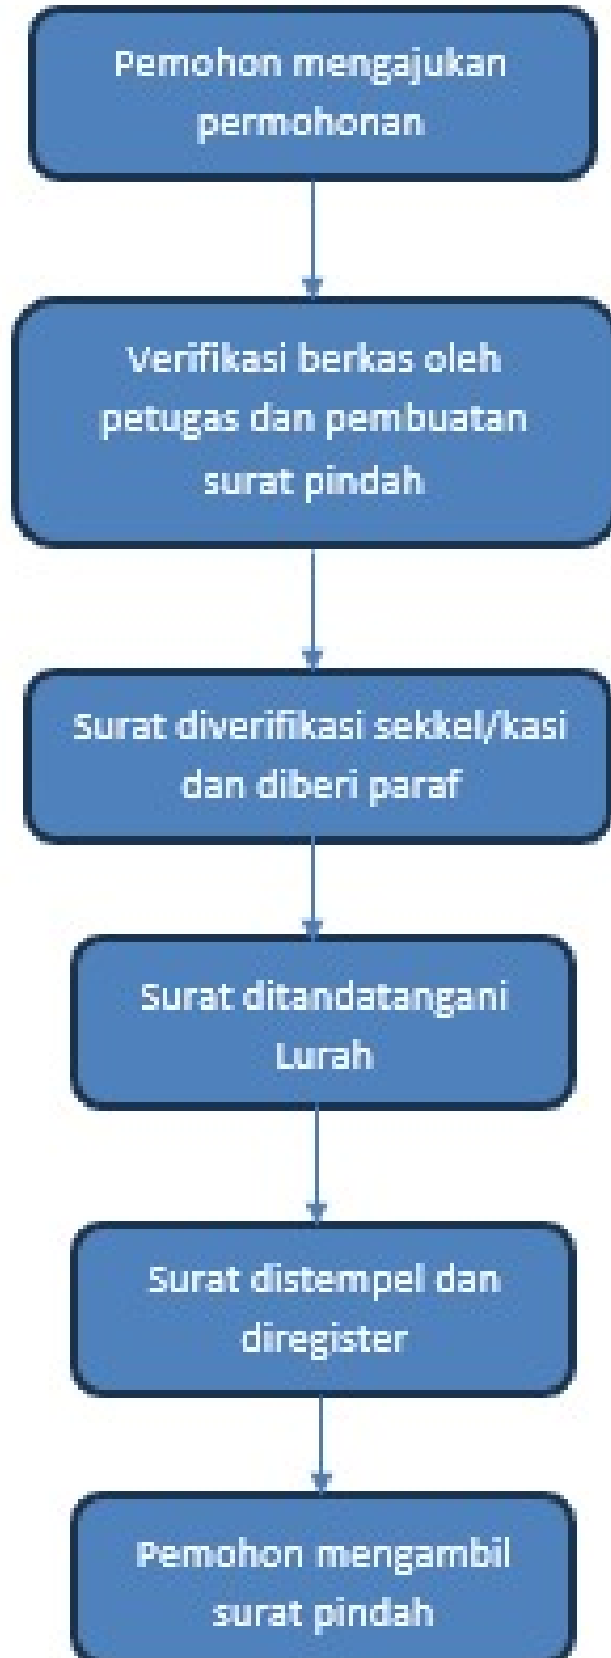 Pemohon mengajukan
permohonan
Verifikasi berkas oleh
petugas dan pembuatan
surat pindah
Surat diverifikasi sekkel/kasi
dan diberi paraf
Surat ditandatangani
Lurah
Surat distempel dan
diregister
Pemohon mengambil
surat pindah